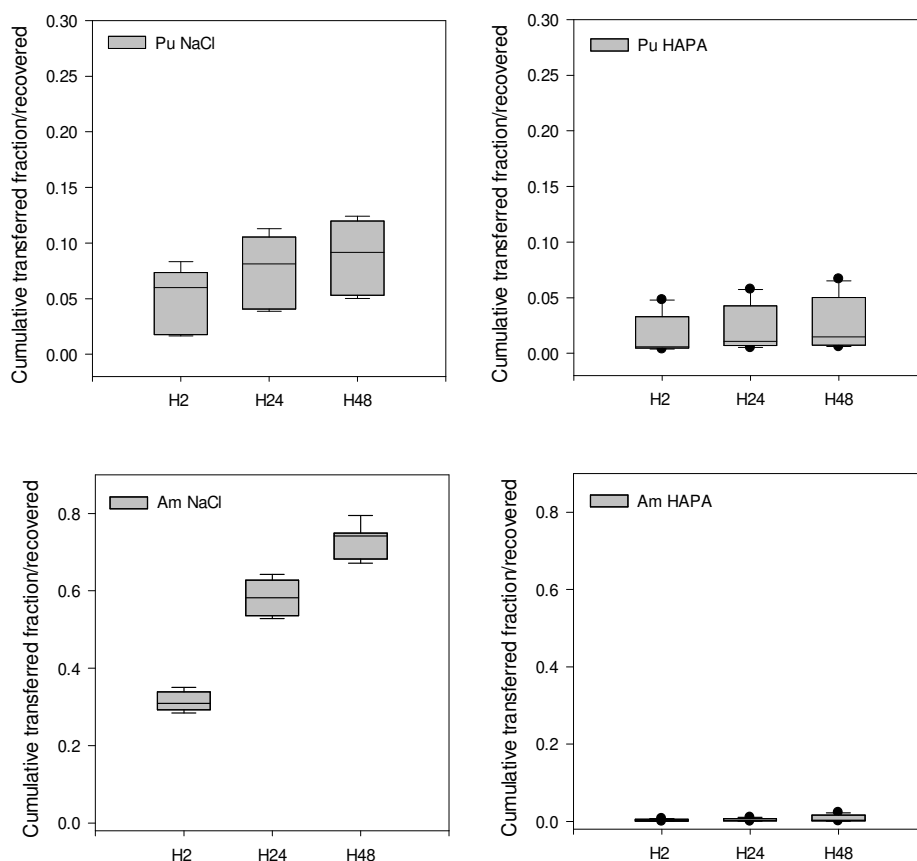 Cumulative transferred fraction/recovered
0.30
0.25
0.20
0.15
0.10
0.05
0.00
Pu NaCl
H2 H24 H48
Cumulative transferred fraction/recovered
0.30
0.25
0.20
0.15
0.10
0.05
0.00
Pu HAPA
H2 H24 H48
Cumulative transferred fraction/recovered
0.8
0.6
0.4
0.2
0.0
Am NaCl
H2 H24 H48
Cumulative transferred fraction/recovered
0.8
0.6
0.4
0.2
0.0
Am HAPA
H2 H24 H48